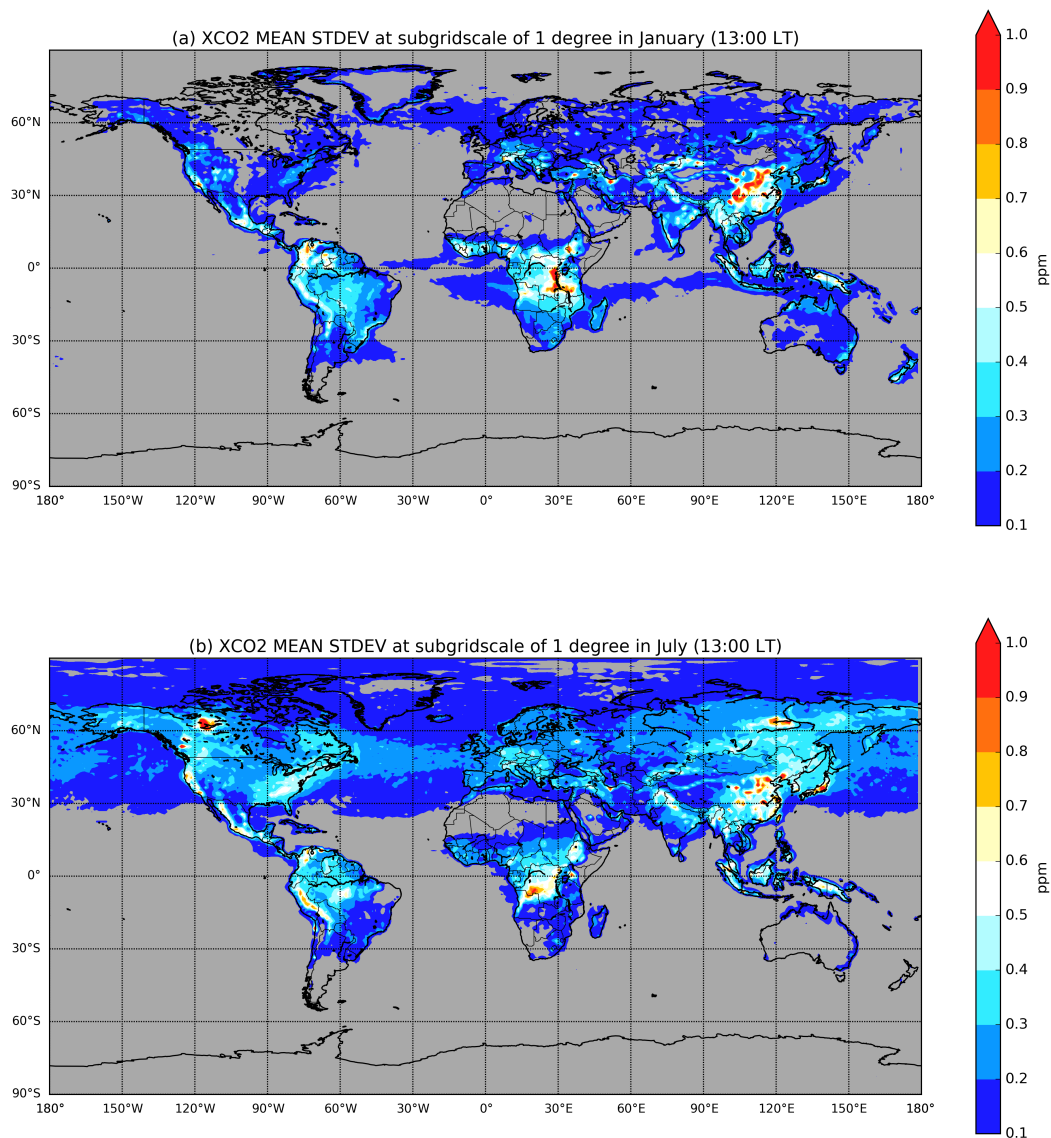 (a) XCO2 MEAN STDEV at subgridscale of 1 degree in January (13:00 LT)
60°N
30°N
0°
30°S
60°S
90°S
180° 150°W 120°W 90°W 60°W 30°W 0° 30°E 60°E 90°E 120°E 150°E 180°
1.0
0.9
0.8
0.7
0.6
0.5
0.4
0.3
0.2
0.1
ppm
(b) XCO2 MEAN STDEV at subgridscale of 1 degree in July (13:00 LT)
60°N
30°N
0°
30°S
60°S
90°S
180° 150°W 120°W 90°W 60°W 30°W 0° 30°E 60°E 90°E 120°E 150°E 180°
1.0
0.9
0.8
0.7
0.6
0.5
0.4
0.3
0.2
0.1
ppm